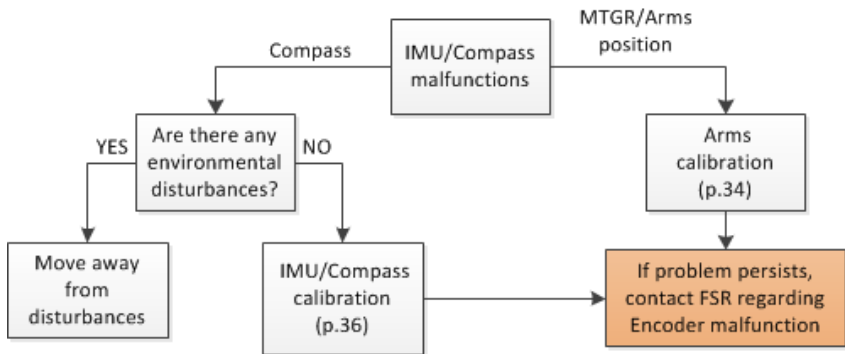 MTGR/Arms
position
Compass
IMU/Compass
malfunctions
YES
Are there any
environmental
disturbances?
NO
Arms
calibration
(p.34)
Move away
from
disturbances
IMU/Compass
calibration
(p.36)
If problem persists,
contact FSR regarding
Encoder malfunction